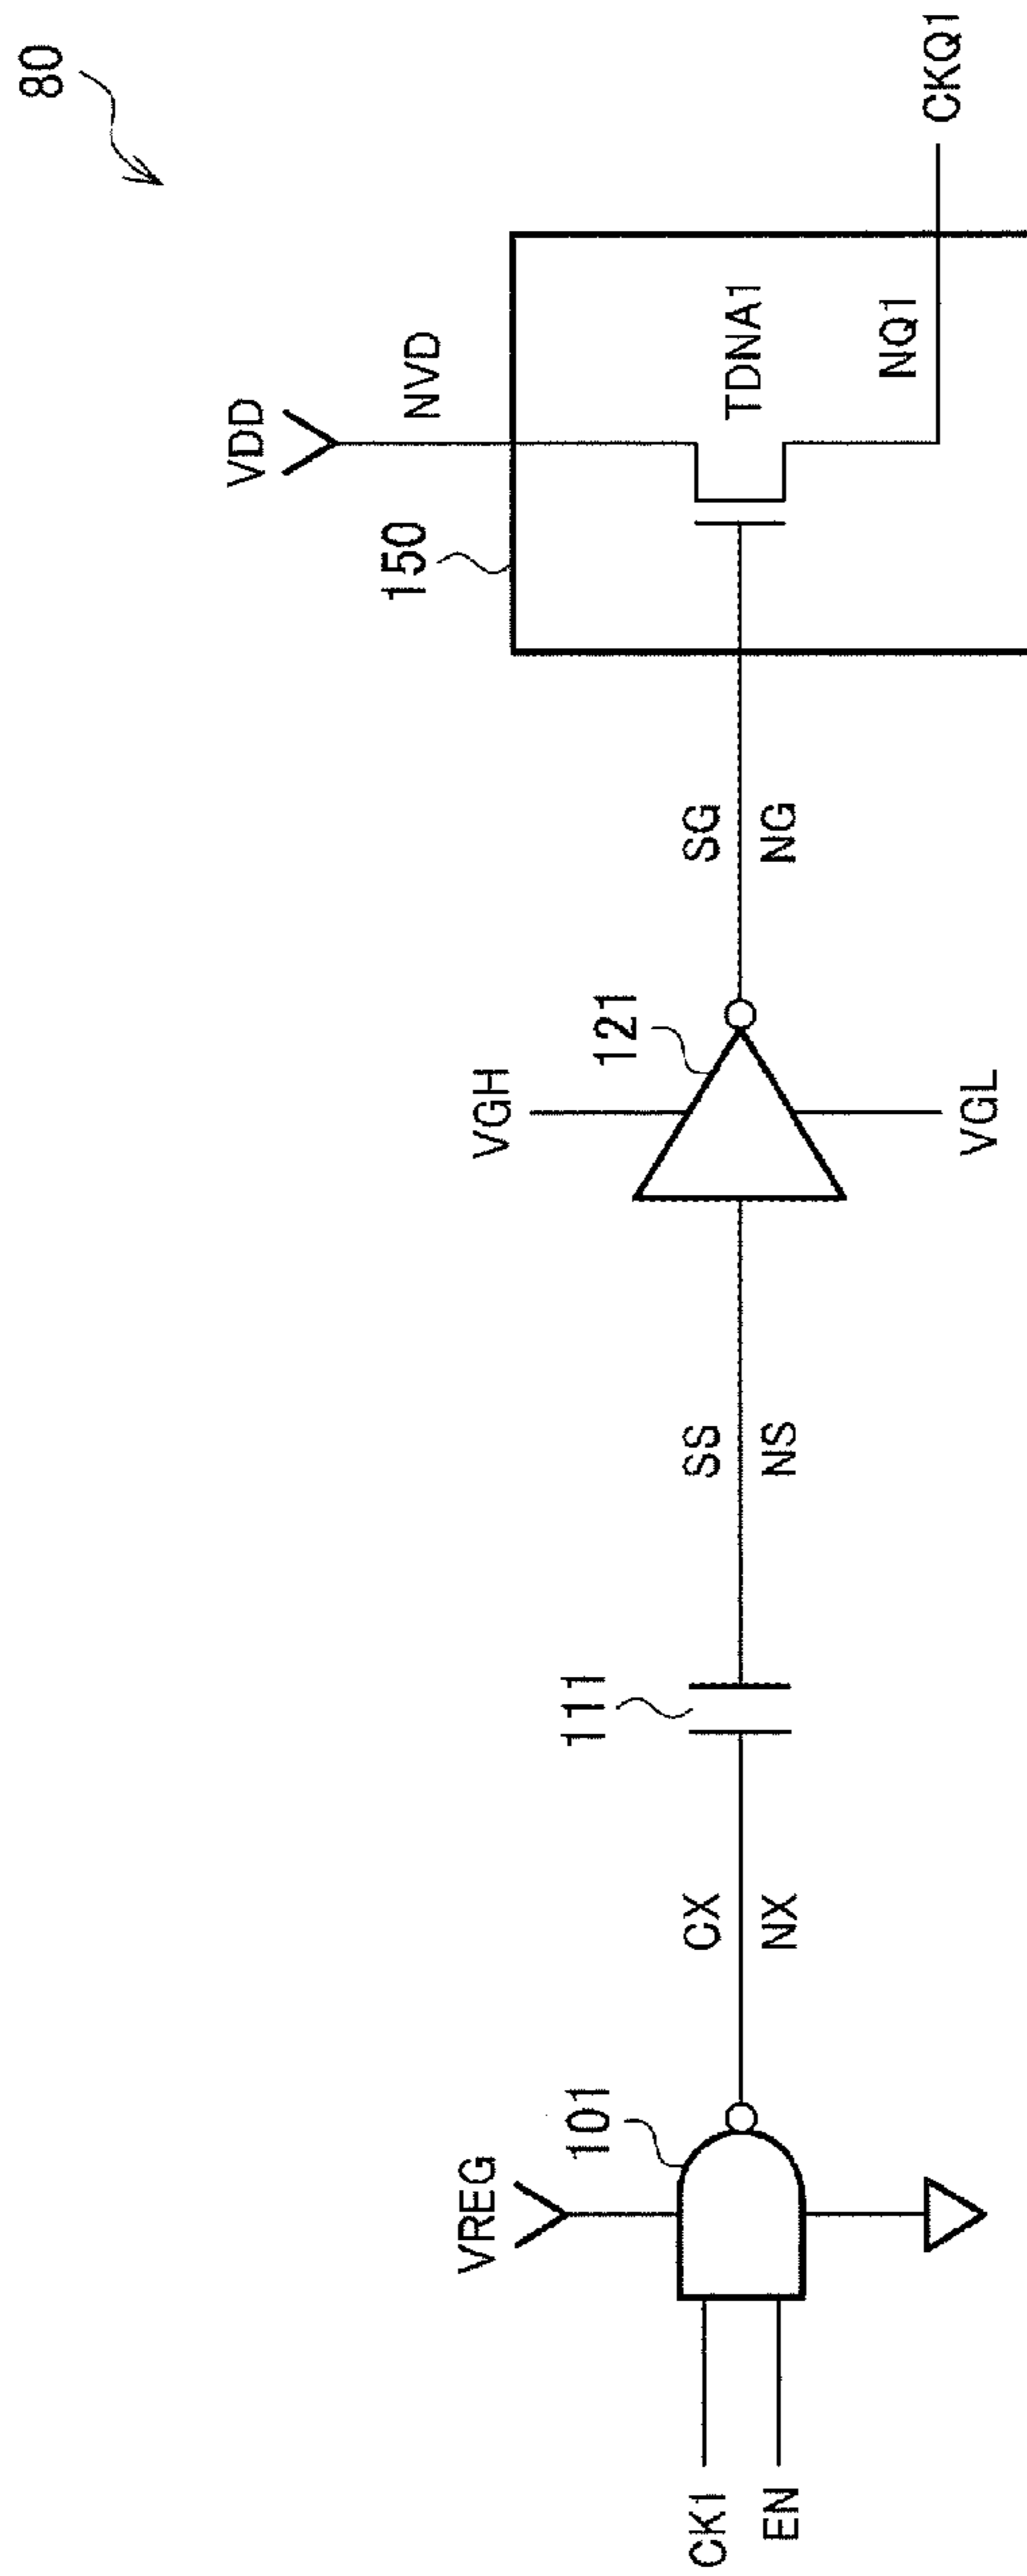 80
VDD
NVD
150
TDNA1
NQ1
CKQ1
SG
NG
VGH
121
VGL
SS
NS
111
CX
NX
VREG
101
CK1
EN